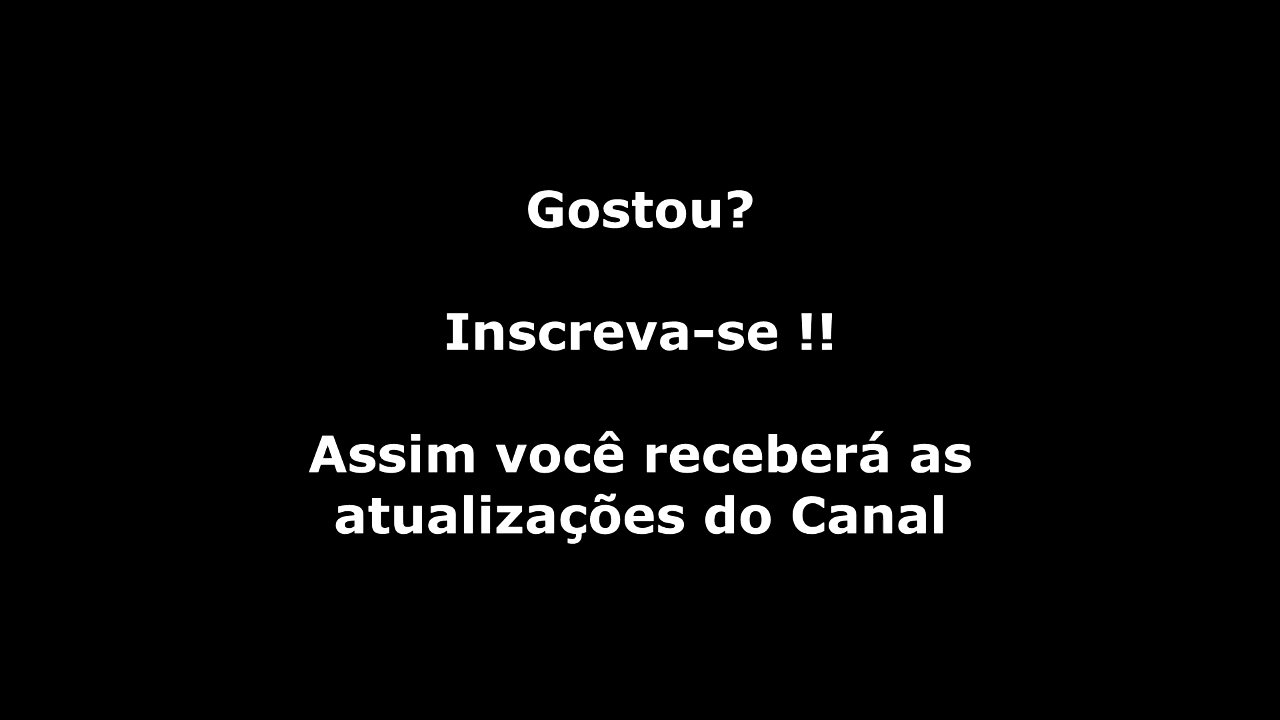 Gostou?
Inscreva-se !!
Assim você receberá as
atualizações do Canal